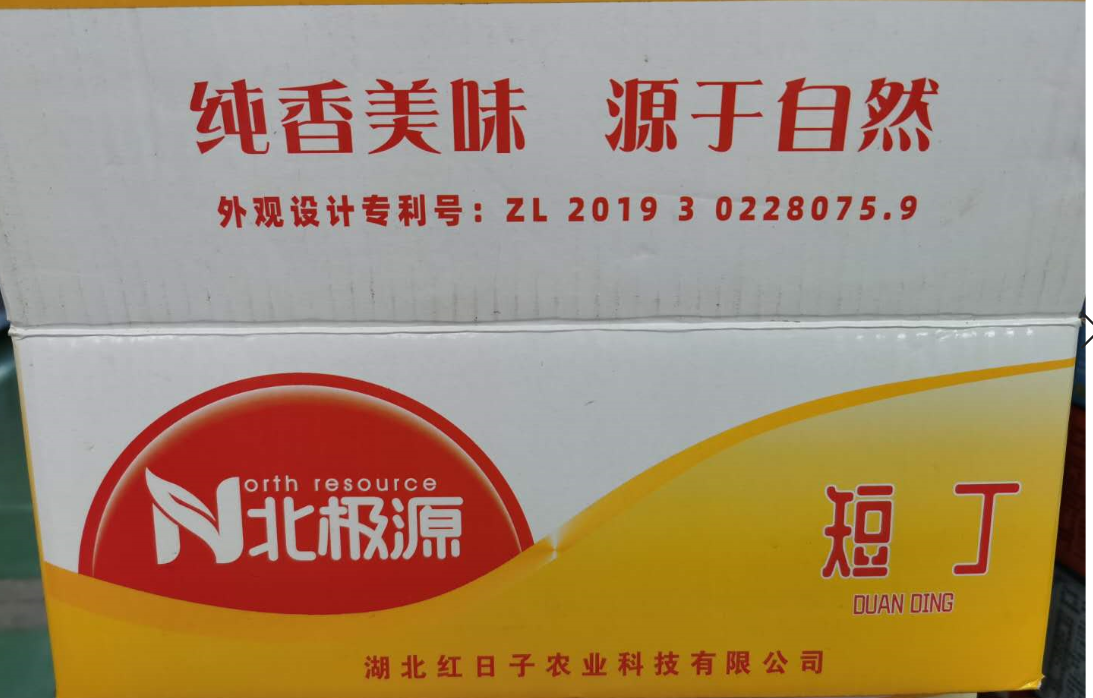 纯香美味 源于自然
外观设计专利号：ZL 2019 3 0228075.9
North resource
北极源
短丁
DUAN DING
湖北红日子农业科技有限公司